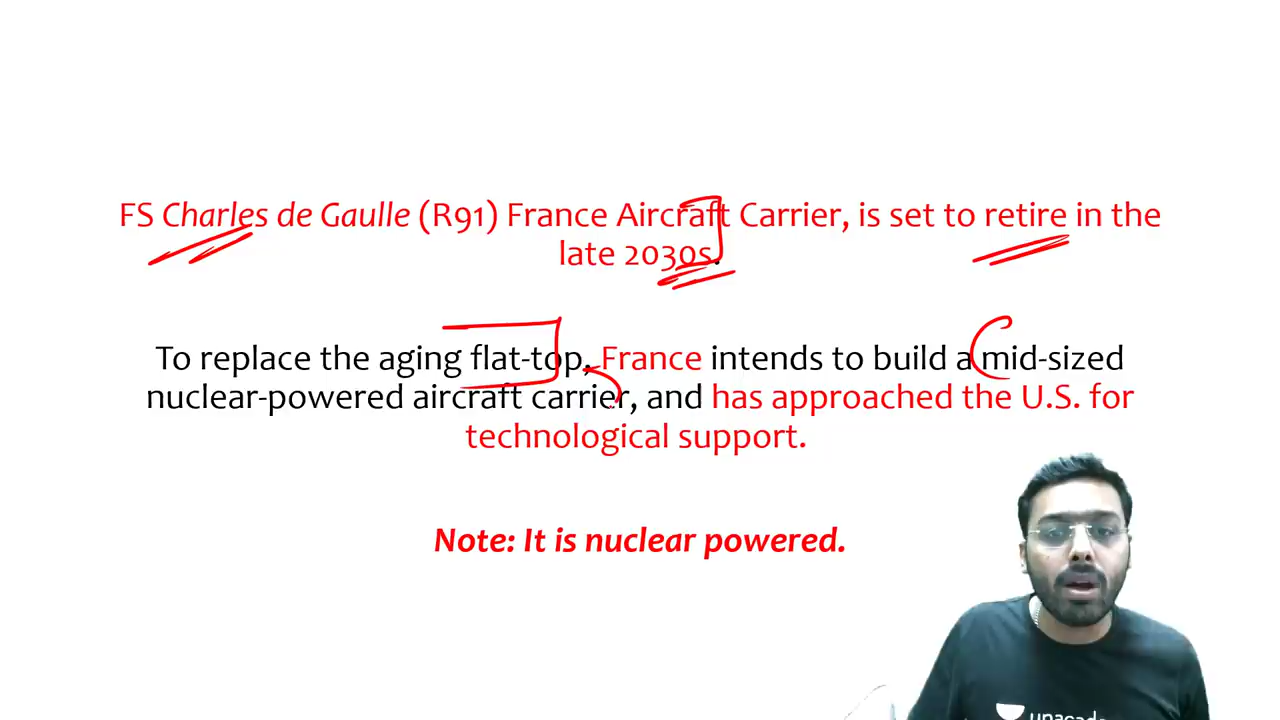 FS Charles de Gaulle (R91) France Aircraft Carrier, is set to retire in the
late 2030s.
To replace the aging flat-top, France intends to build a mid-sized
nuclear-powered aircraft carrier, and has approached the U.S. for
technological support.
Note: It is nuclear powered.